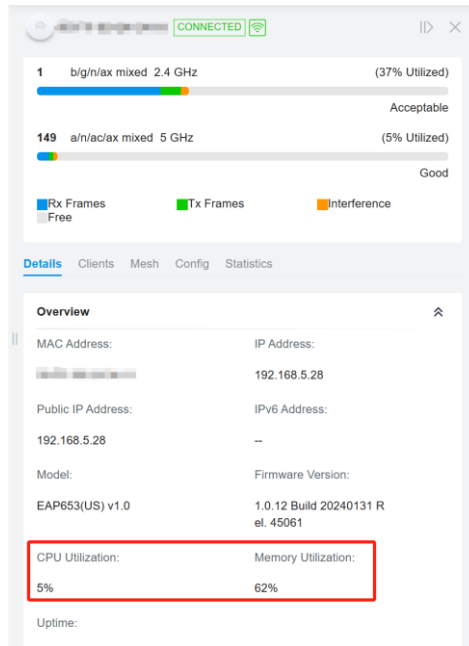 CONNECTED
1 b/g/n/ax mixed 2.4 GHz (37% Utilized)
Acceptable
149 a/n/ac/ax mixed 5 GHz (5% Utilized)
Good
Rx Frames Tx Frames Interference
Free
Details Clients Mesh Config Statistics
Overview
MAC Address: IP Address:
192.168.5.28
Public IP Address: IPv6 Address:
192.168.5.28 --
Model: Firmware Version:
EAP653(US) v1.0 1.0.12 Build 20240131 R
el. 45061
CPU Utilization: Memory Utilization:
5% 62%
Uptime: